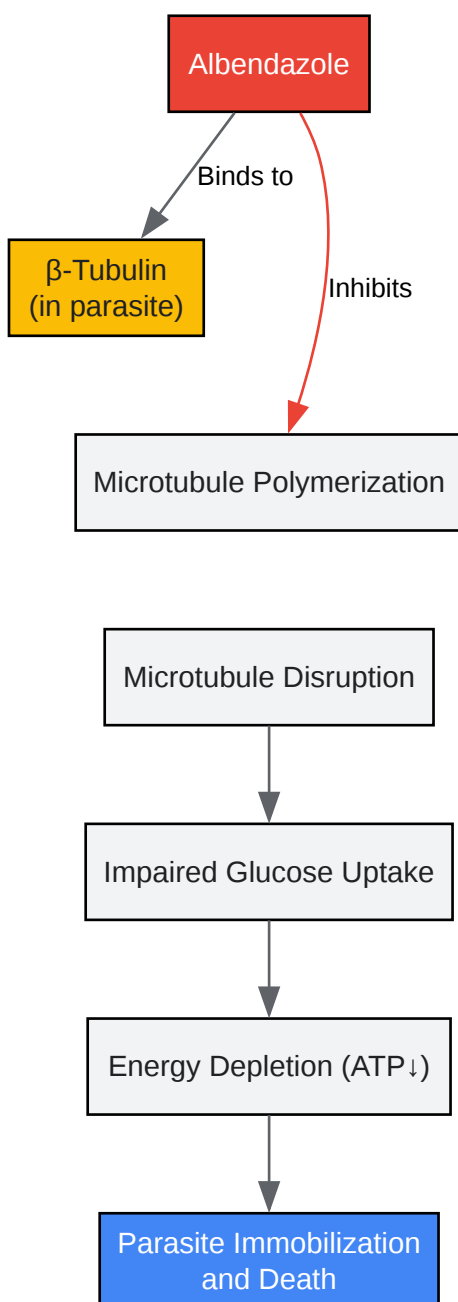 Albendazole
Binds to
β-Tubulin
(in parasite)
Inhibits
Microtubule Polymerization
Microtubule Disruption
Impaired Glucose Uptake
Energy Depletion (ATP↓)
Parasite Immobilization
and Death